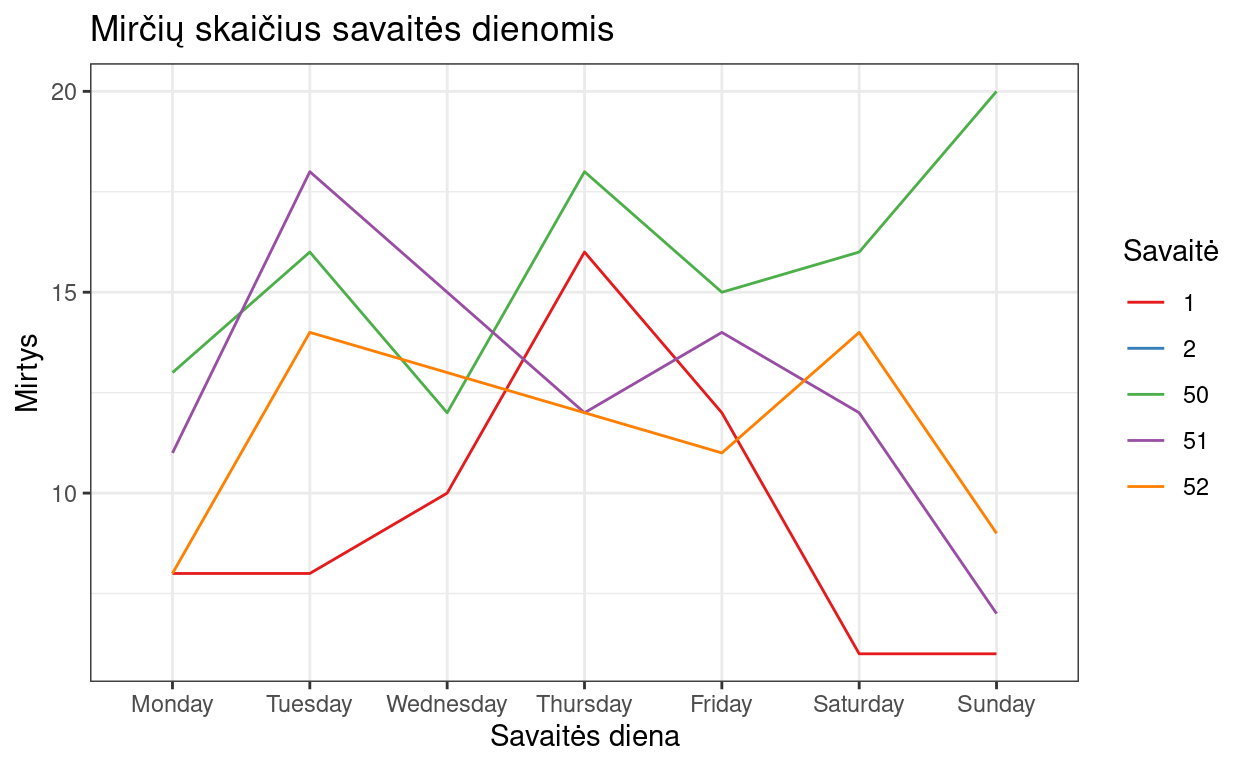 Mirčių skaičius savaitės dienomis
Mirtys
20
15
10
Monday Tuesday Wednesday Thursday Friday Saturday Sunday
Savaitės diena
Savaitė
1
2
50
51
52